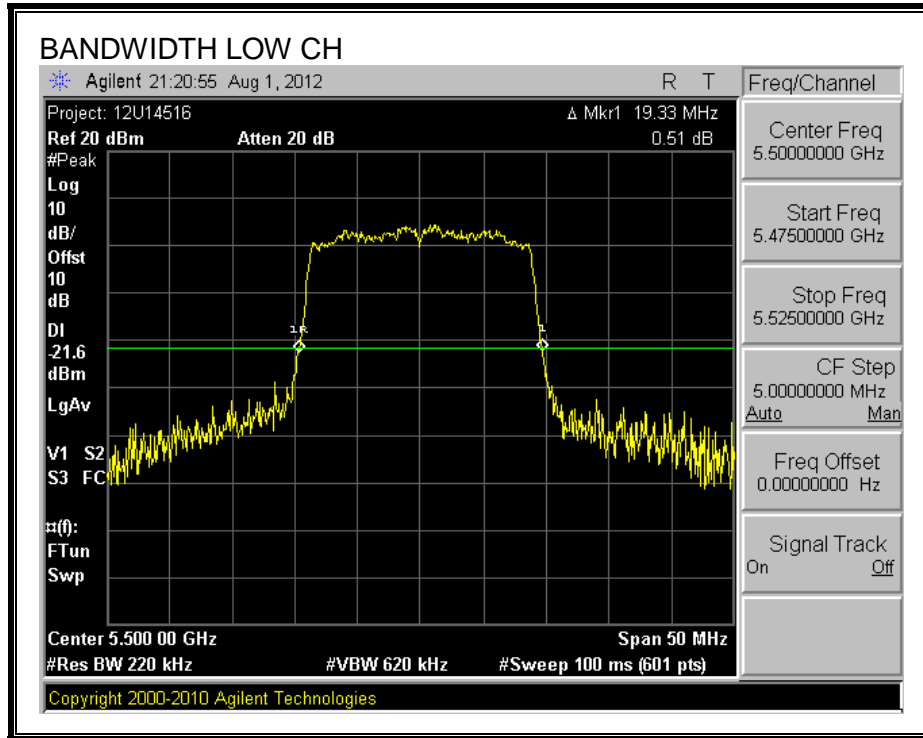 BANDWIDTH LOW CH
Agilent 21:20:55 Aug 1, 2012 R T
Freq/Channel
Project: 12U14516 Δ Mkr1 19.33 MHz
Ref 20 dBm Atten 20 dB 0.51 dB
#Peak
Log
10
dB/
Offst
10
dB
DI
-21.6
dBm
LgAv
V1 S2
S3 FC
¤(f):
FTun
Swp
1R
1
Center 5.500 00 GHz Span 50 MHz
#Res BW 220 kHz #VBW 620 kHz #Sweep 100 ms (601 pts)
Copyright 2000-2010 Agilent Technologies
Center Freq
5.50000000 GHz
Start Freq
5.47500000 GHz
Stop Freq
5.52500000 GHz
CF Step
5.00000000 MHz
Auto Man
Freq Offset
0.00000000 Hz
Signal Track
On Off